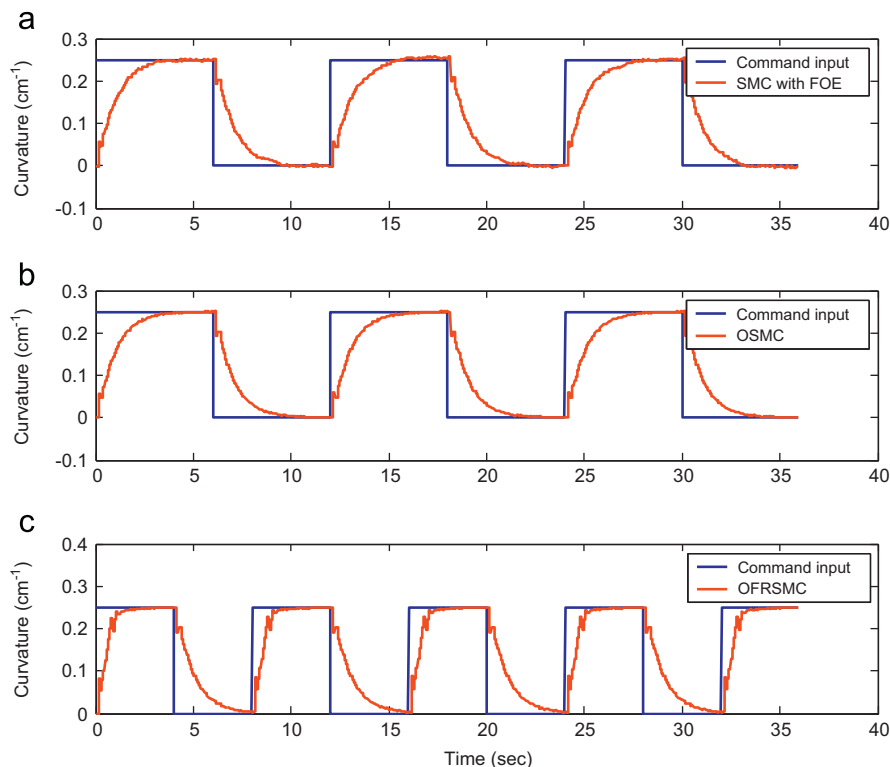 a
0.3
0.2
0.1
0
-0.1
Curvature (cm⁻¹)
Command input
SMC with FOE
0 5 10 15 20 25 30 35 40
b
0.3
0.2
0.1
0
-0.1
Curvature (cm⁻¹)
Command input
OSMC
0 5 10 15 20 25 30 35 40
c
0.4
0.3
0.2
0.1
0
Curvature (cm⁻¹)
Command input
OFRSMC
0 5 10 15 20 25 30 35 40
Time (sec)